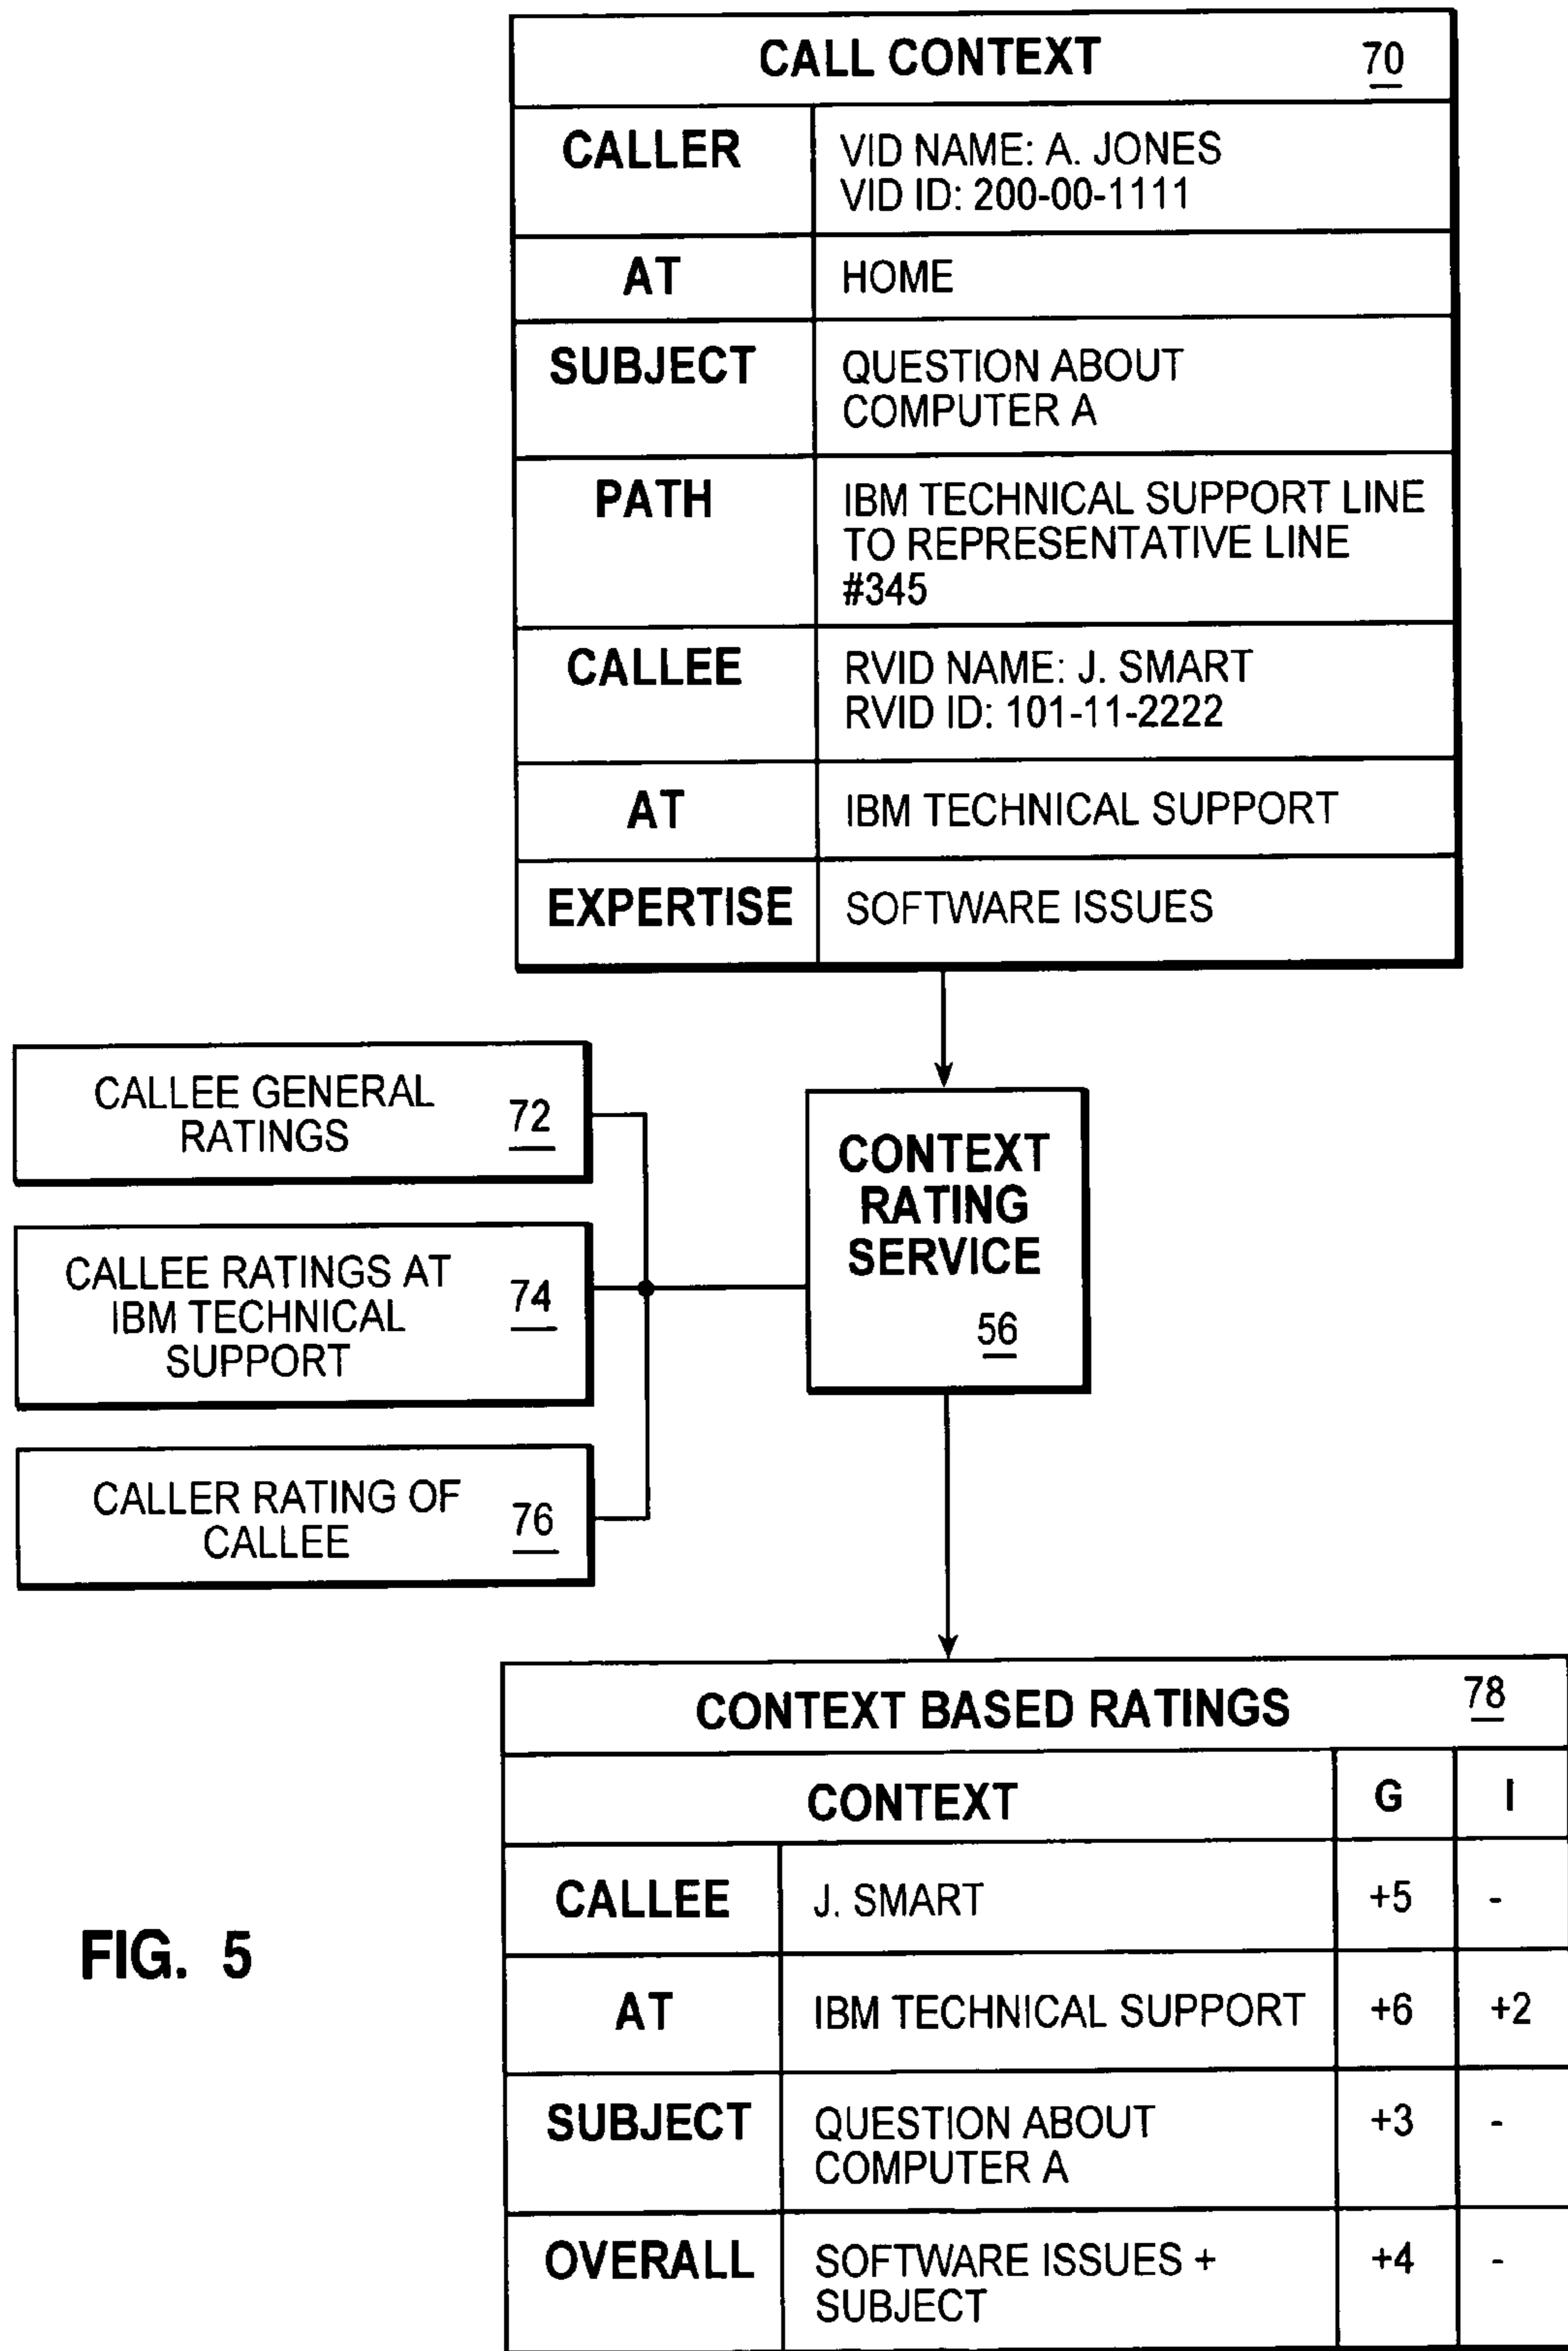 CALL CONTEXT 70
CALLER
VID NAME: A. JONES
VID ID: 200-00-1111
AT
HOME
SUBJECT
QUESTION ABOUT
COMPUTER A
PATH
IBM TECHNICAL SUPPORT LINE
TO REPRESENTATIVE LINE
#345
CALLEE
RVID NAME: J. SMART
RVID ID: 101-11-2222
AT
IBM TECHNICAL SUPPORT
EXPERTISE
SOFTWARE ISSUES
CALLEE GENERAL
RATINGS
72
CALLEE RATINGS AT
IBM TECHNICAL
SUPPORT
74
CALLER RATING OF
CALLEE
76
CONTEXT
RATING
SERVICE
56
CONTEXT BASED RATINGS 78
CONTEXT G I
CALLEE J. SMART +5 -
AT IBM TECHNICAL SUPPORT +6 +2
SUBJECT QUESTION ABOUT +3 -
COMPUTER A
OVERALL SOFTWARE ISSUES + +4 -
SUBJECT
FIG. 5